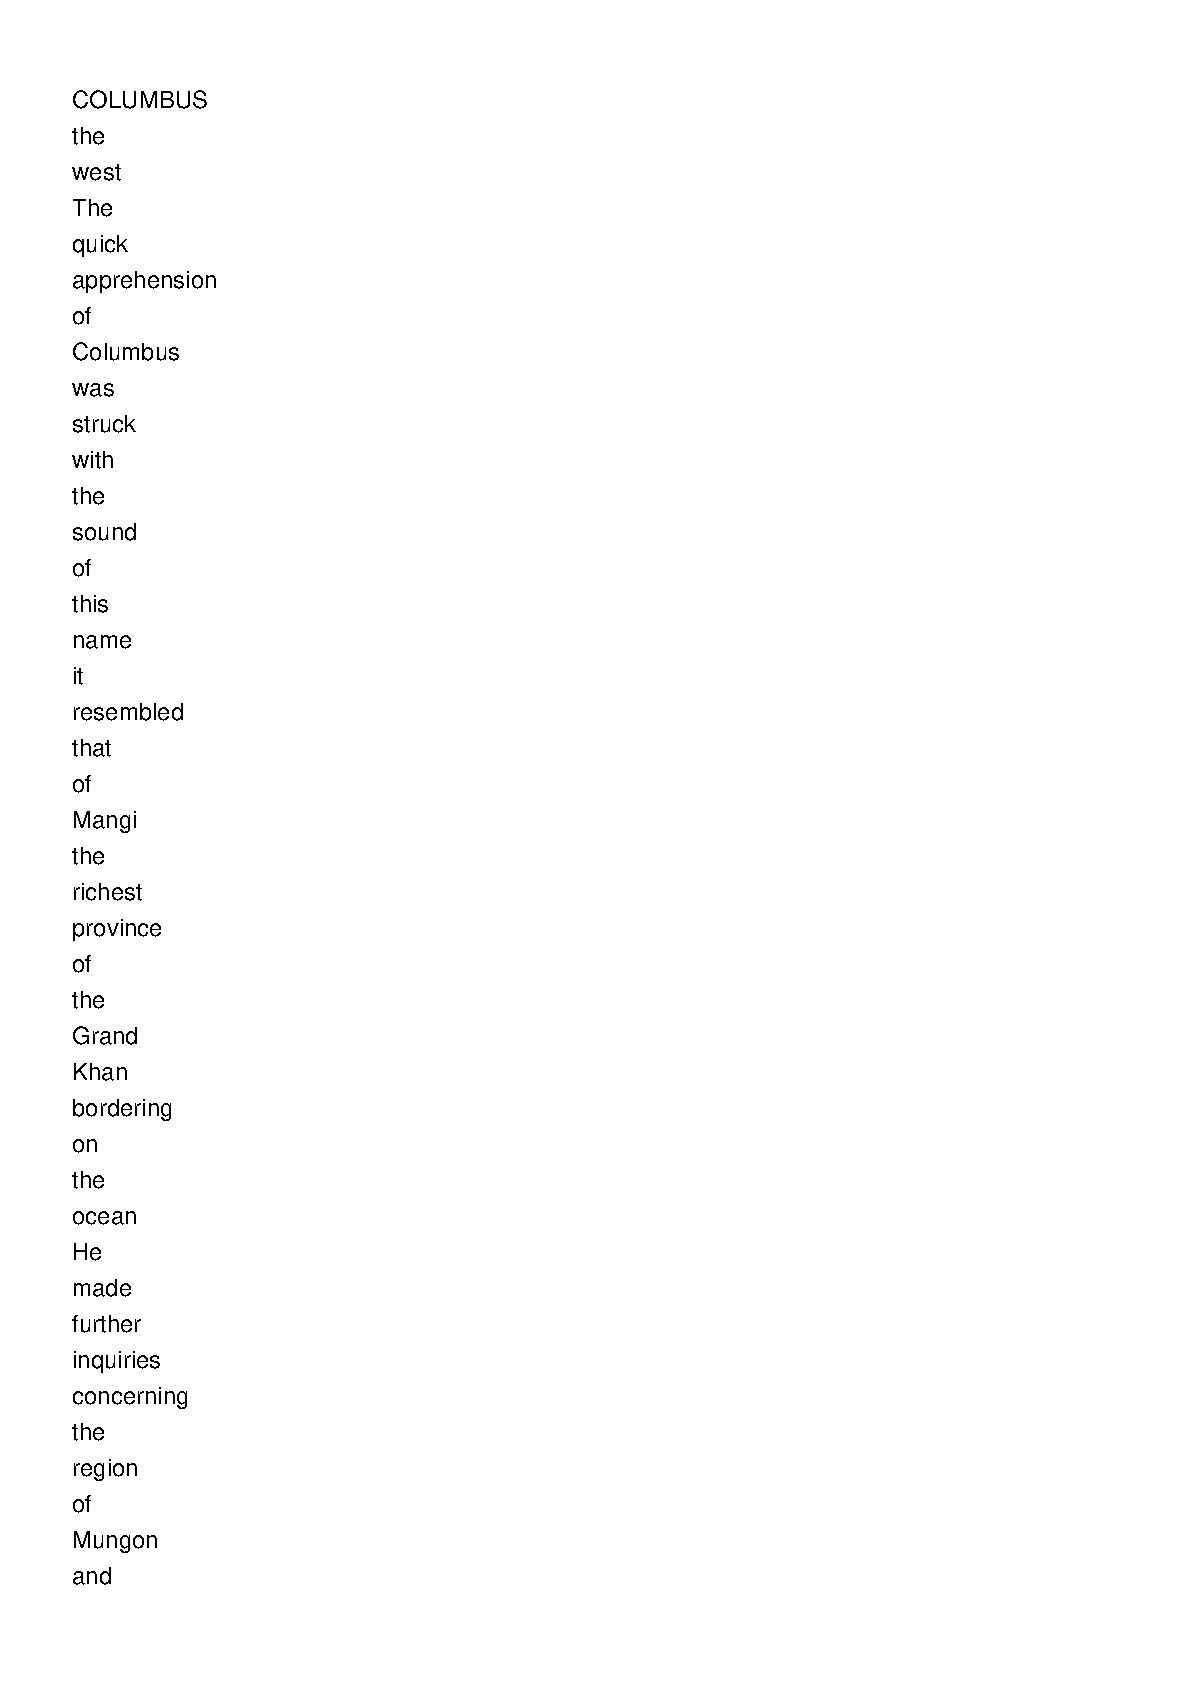 COLUMBUS
the
west
The
quick
apprehension
of
Columbus
was
struck
with
the
sound
of
this
name
it
resembled
that
of
Mangi
the
richest
province
of
the
Grand
Khan
bordering
on
the
ocean
He
made
further
inquiries
concerning
the
region
of
Mungon
and